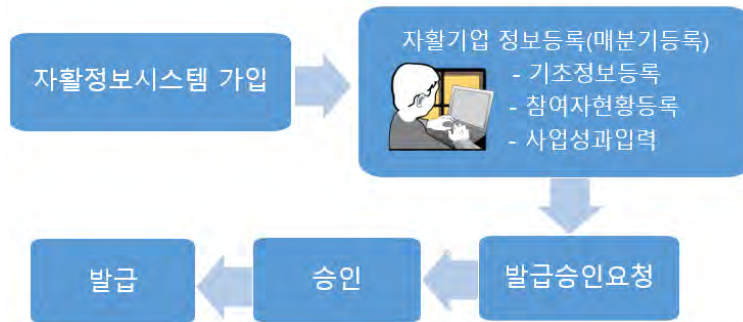 자활정보시스템 가입
자활기업 정보등록(매분기등록)
- 기초정보등록
- 참여자현황등록
- 사업성과입력
발급승인요청
승인
발급